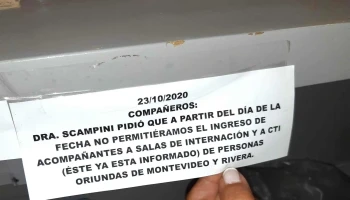 23/10/2020
COMPAÑEROS:
DRA. SCAMPINI PIDIÓ QUE A PARTIR DEL DÍA DE LA
FECHA NO PERMITIÉRAMOS EL INGRESO DE
ACOMPAÑANTES A SALAS DE INTERNACIÓN Y A CTI
(ÉSTE YA ESTA INFORMADO) DE PERSONAS
ORIUNDAS DE MONTEVIDEO Y RIVERA.